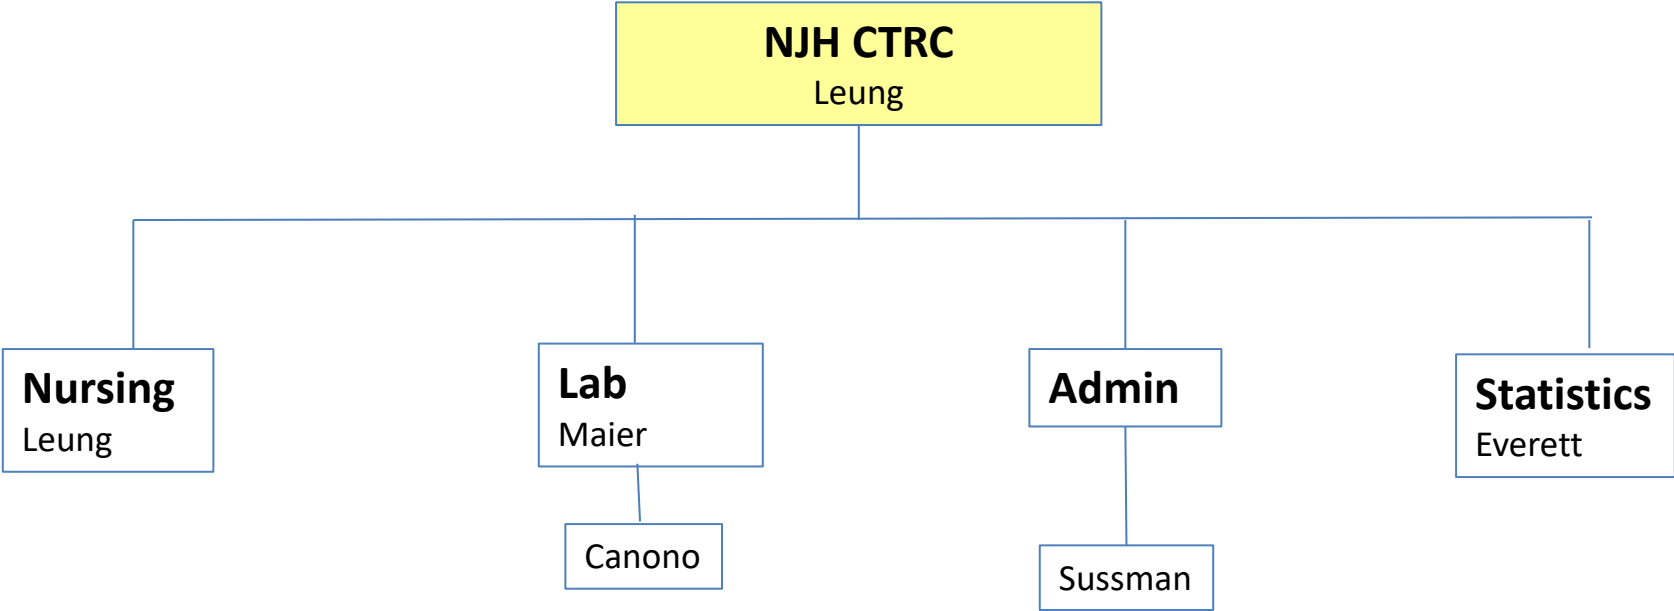 NJH CTRC
Leung
Nursing
Leung
Lab
Maier
Canono
Admin
Sussman
Statistics
Everett